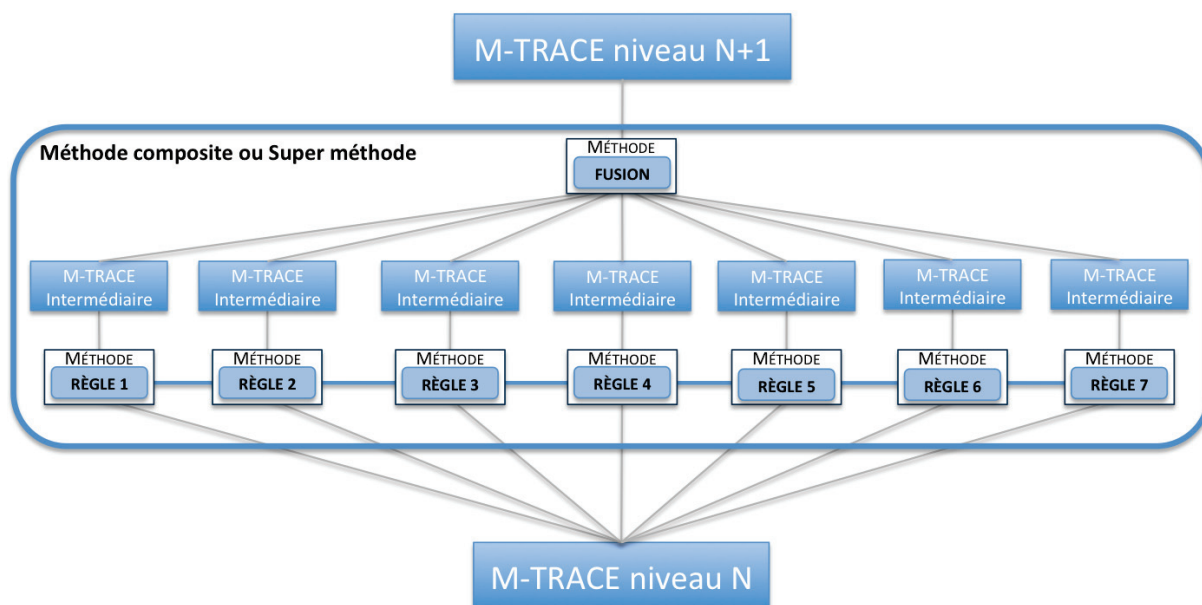 M-TRACE niveau N+1
Méthode composite ou Super méthode
MÉTHODE
FUSION
M-TRACE
Intermédiaire
M-TRACE
Intermédiaire
M-TRACE
Intermédiaire
M-TRACE
Intermédiaire
M-TRACE
Intermédiaire
M-TRACE
Intermédiaire
M-TRACE
Intermédiaire
MÉTHODE
RÈGLE 1
MÉTHODE
RÈGLE 2
MÉTHODE
RÈGLE 3
MÉTHODE
RÈGLE 4
MÉTHODE
RÈGLE 5
MÉTHODE
RÈGLE 6
MÉTHODE
RÈGLE 7
M-TRACE niveau N